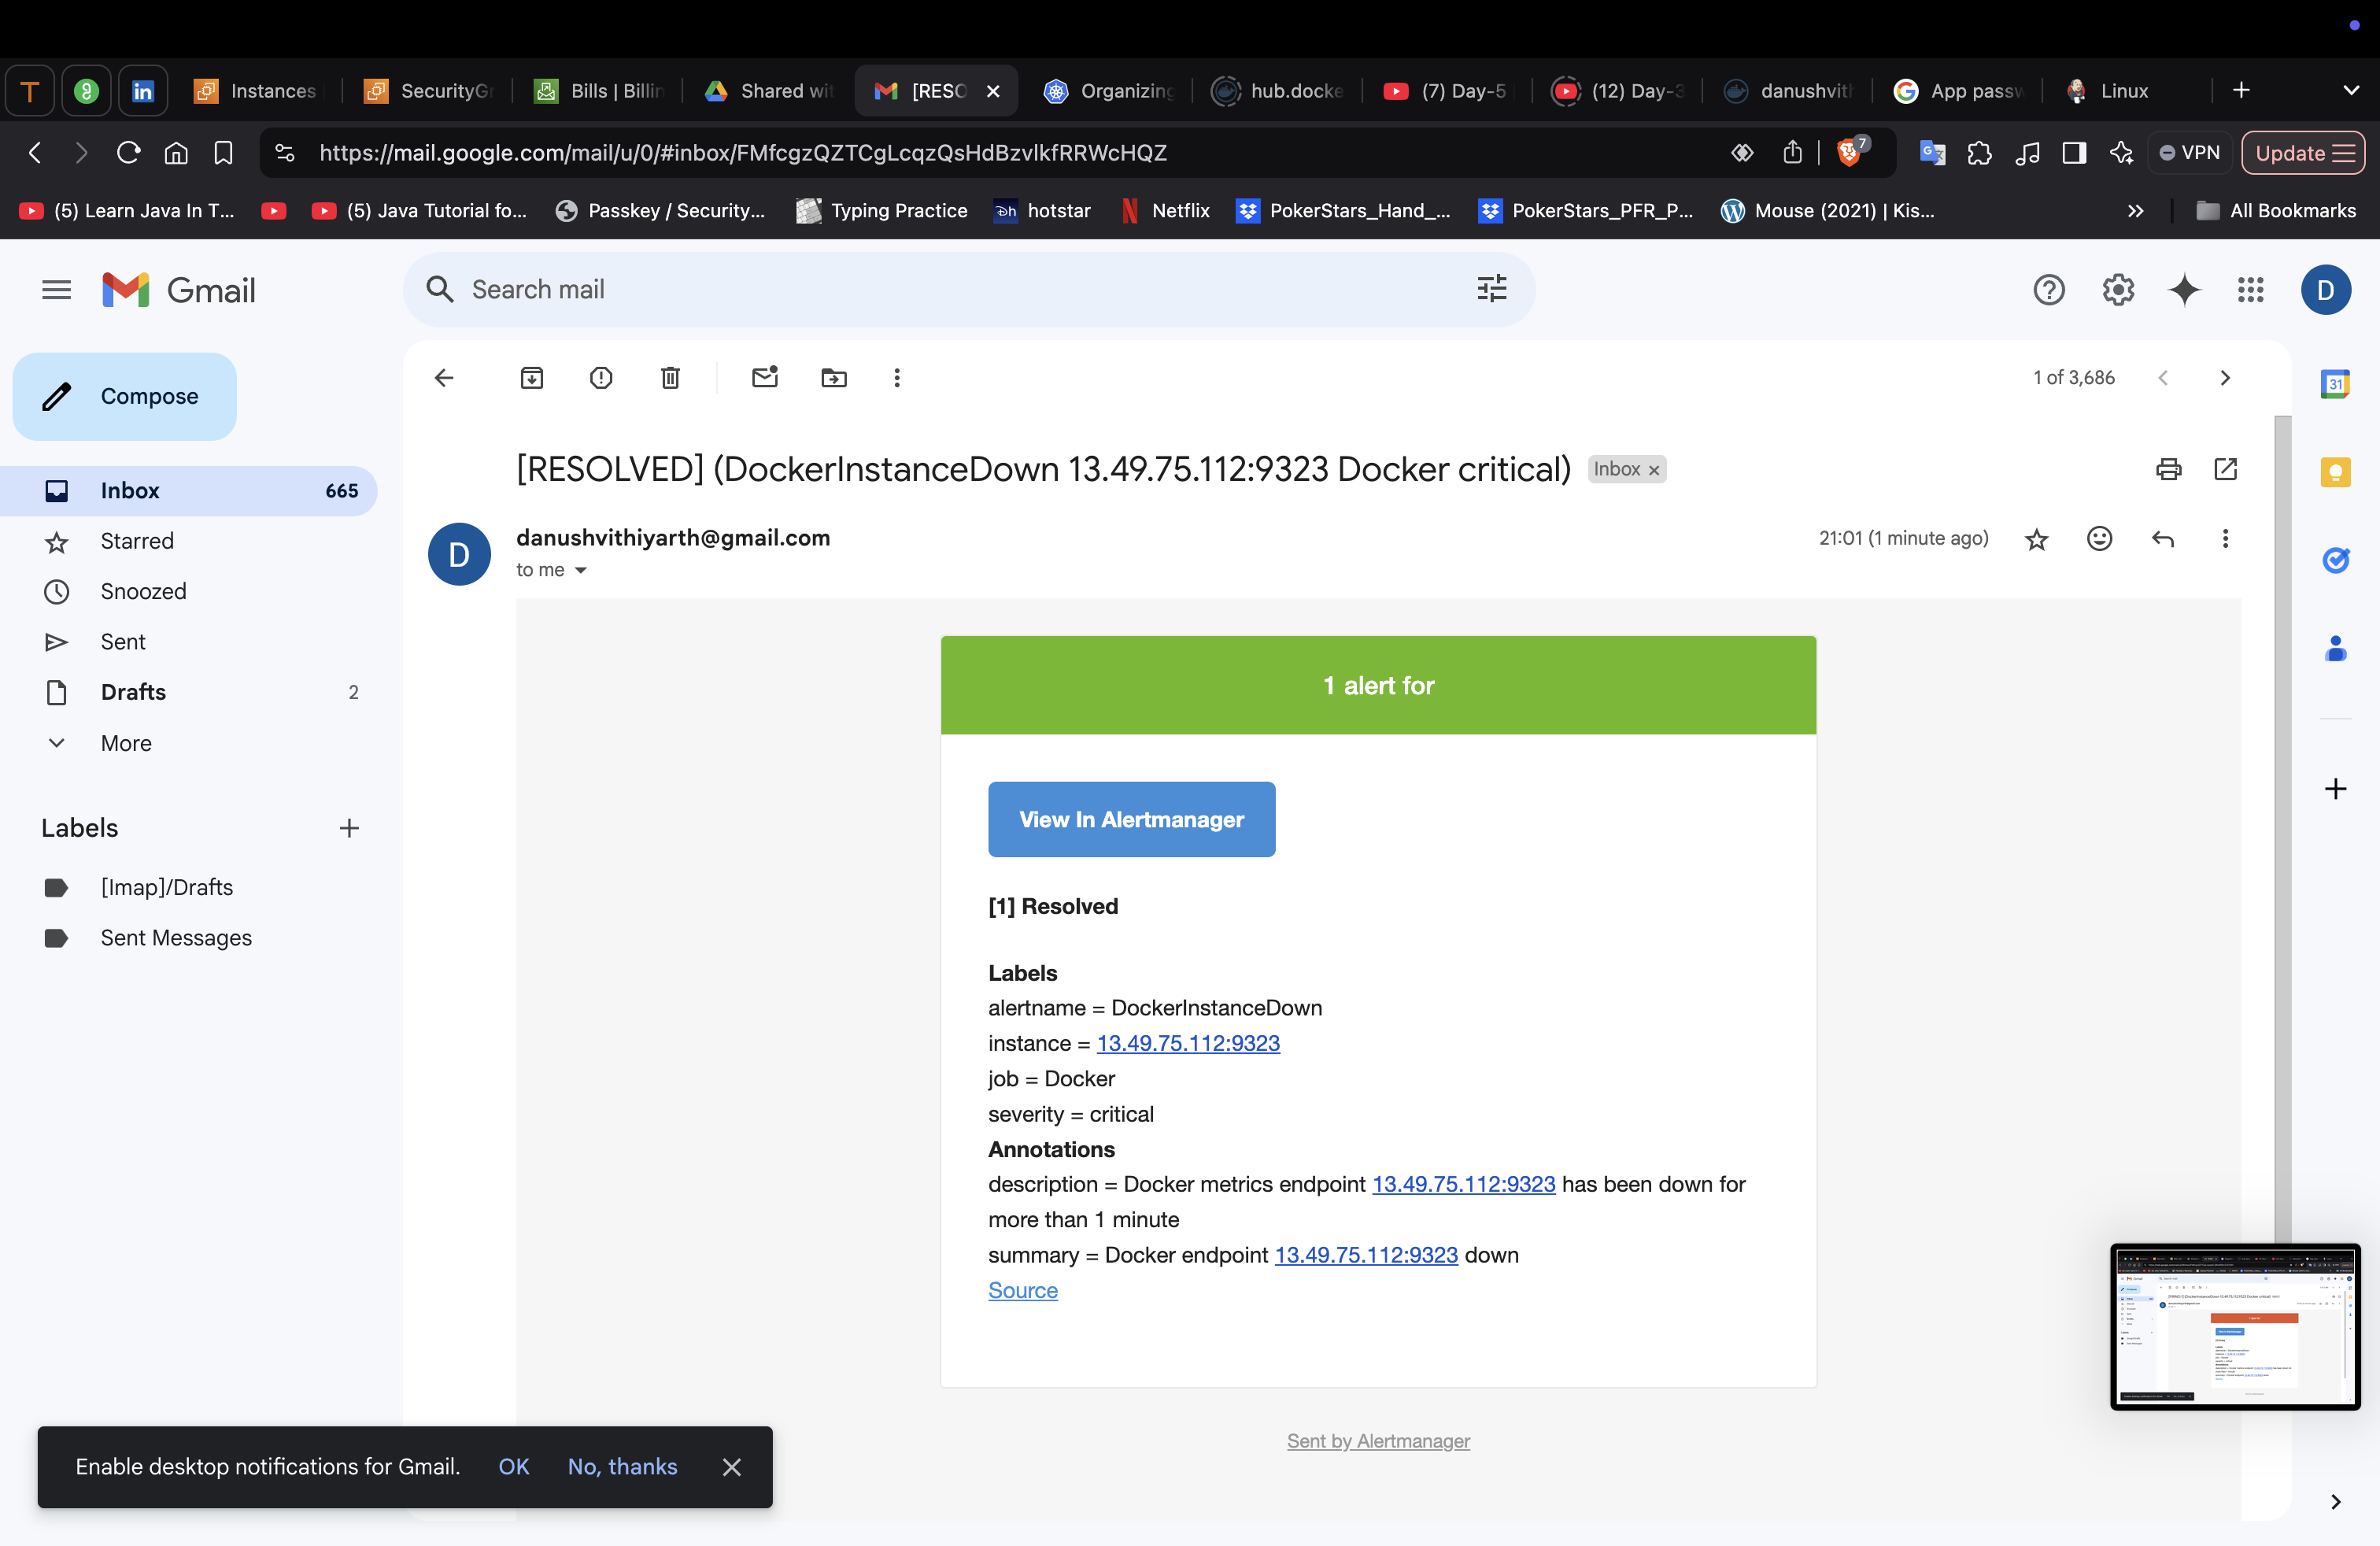 Instances
SecurityGr
Bills | Billin
Shared wit
[RESO
Organizing
hub.docke
(7) Day-5
(12) Day-3
danushvith
App passw
Linux
https://mail.google.com/mail/u/0/#inbox/FMfcgzQZTCgLcqzQsHdBzvlkfRRWcHQZ
7
VPN
Update
(5) Learn Java In T...
(5) Java Tutorial fo...
Passkey / Security...
Typing Practice
hotstar
Netflix
PokerStars_Hand_...
PokerStars_PFR_P...
Mouse (2021) | Kis...
All Bookmarks
Gmail
Search mail
D
Compose
1 of 3,686
31
Inbox 665
Starred
Snoozed
Sent
Drafts 2
More
Labels
[Imap]/Drafts
Sent Messages
[RESOLVED] (DockerInstanceDown 13.49.75.112:9323 Docker critical)
Inbox
D
danushvithiyarth@gmail.com
21:01 (1 minute ago)
to me
1 alert for
View In Alertmanager
[1] Resolved
Labels
alertname = DockerInstanceDown
instance = 13.49.75.112:9323
job = Docker
severity = critical
Annotations
description = Docker metrics endpoint 13.49.75.112:9323 has been down for
more than 1 minute
summary = Docker endpoint 13.49.75.112:9323 down
Source
Sent by Alertmanager
Enable desktop notifications for Gmail. OK No, thanks